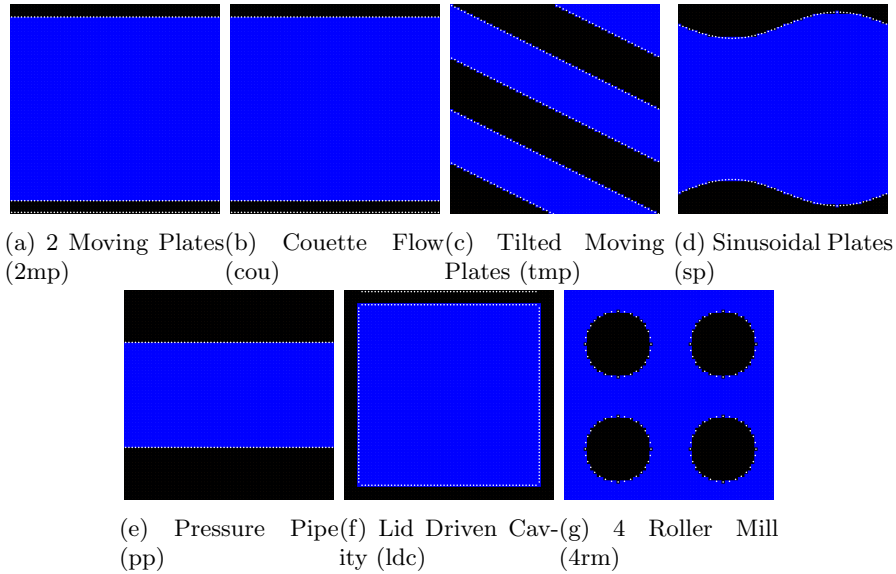 (a) 2 Moving Plates (b) Couette Flow (c) Tilted Moving (d) Sinusoidal Plates
(2mp) (cou) Plates (tmp) (sp)
(e) Pressure Pipe (f) Lid Driven Cav- (g) 4 Roller Mill
(pp) ity (ldc) (4rm)